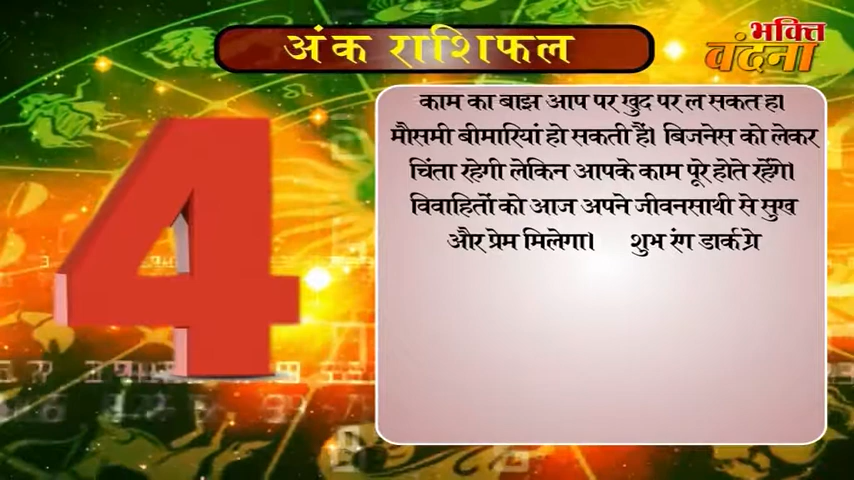 अंक राशिफल
भक्ति
वंदना
4
काम का बोझ आप पर खुद पर ले सकते हैं।
मौसमी बीमारियां हो सकती हैं। बिजनेस को लेकर
चिंता रहेगी लेकिन आपके काम पूरे होते रहेंगे।
विवाहितों को आज अपने जीवनसाथी से सुख
और प्रेम मिलेगा। शुभ रंग डार्क ग्रे